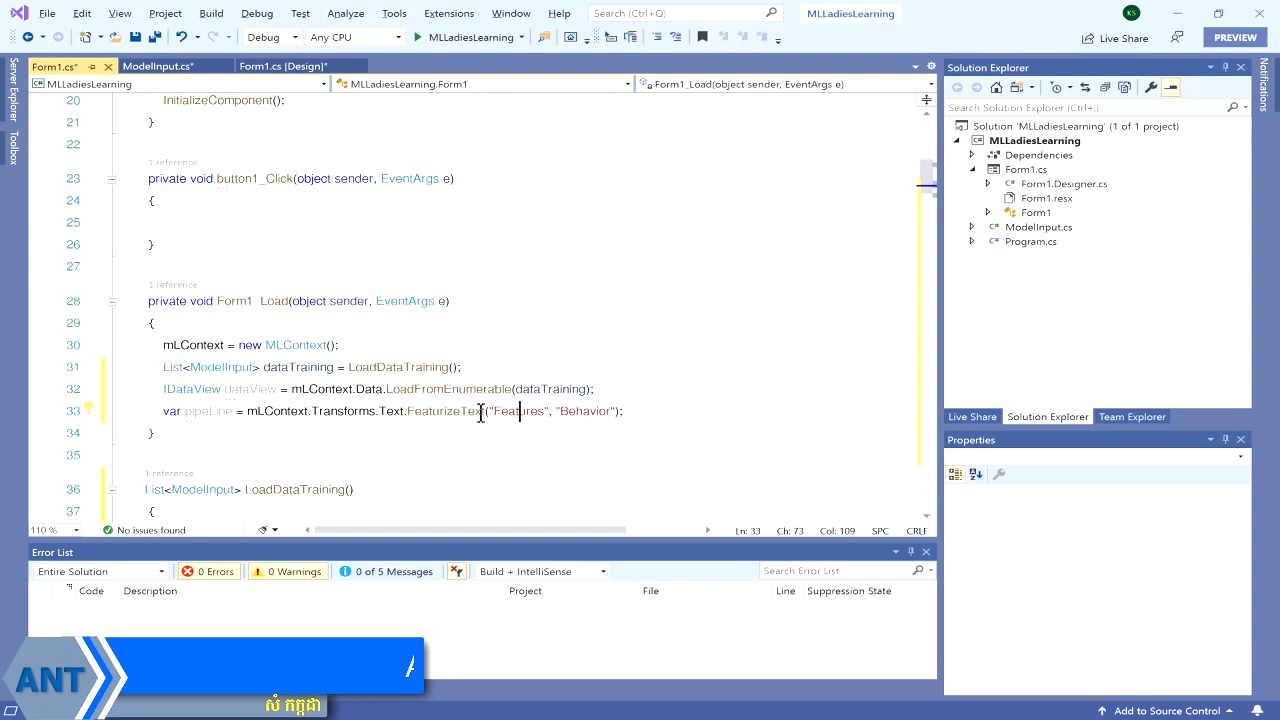 File Edit View Project Build Debug Test Analyze Tools Extensions Window Help Search (Ctrl+Q) MLLadiesLearning KS
Debug Any CPU MLLadiesLearning Live Share PREVIEW
Form1.cs* ModelInput.cs* Form1.cs [Design]*
MLLadiesLearning MLLadiesLearning.Form1 Form1_Load(object sender, EventArgs e)
Server Explorer
Toolbox
20 InitializeComponent();
21 }
22
1 reference
23 private void button1_Click(object sender, EventArgs e)
24 {
25
26 }
27
1 reference
28 private void Form1_Load(object sender, EventArgs e)
29 {
30 mLContext = new MLContext();
31 List<ModelInput> dataTraining = LoadDataTraining();
32 IDataView dataView = mLContext.Data.LoadFromEnumerable(dataTraining);
33 var pipeLine = mLContext.Transforms.Text.FeaturizeText("Features", "Behavior");
34 }
35
1 reference
36 List<ModelInput> LoadDataTraining()
37 {
110 % No issues found Ln: 33 Ch: 73 Col: 109 SPC CRLF
Error List
Entire Solution 0 Errors 0 Warnings 0 of 5 Messages Build + IntelliSense Search Error List
Code Description Project File Line Suppression State
Solution Explorer
Search Solution Explorer (Ctrl+,)
Solution 'MLLadiesLearning' (1 of 1 project)
MLLadiesLearning
Dependencies
Form1.cs
Form1.Designer.cs
Form1.resx
Form1
ModelInput.cs
Program.cs
Live Share Solution Explorer Team Explorer
Properties
Notifications
ANT
A
សំ កក្កដា
Add to Source Control